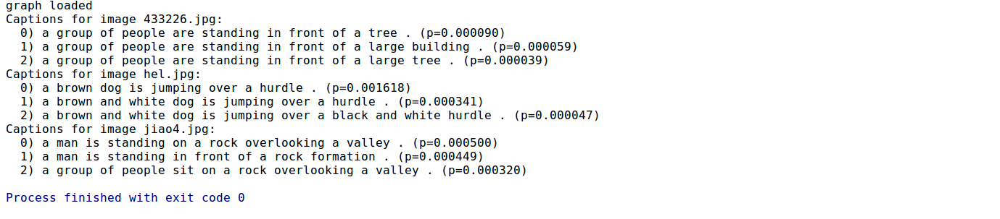 graph loaded
Captions for image 433226.jpg:
  0) a group of people are standing in front of a tree . (p=0.000090)
  1) a group of people are standing in front of a large building . (p=0.000059)
  2) a group of people are standing in front of a large tree . (p=0.000039)
Captions for image hel.jpg:
  0) a brown dog is jumping over a hurdle . (p=0.001618)
  1) a brown and white dog is jumping over a hurdle . (p=0.000341)
  2) a brown and white dog is jumping over a black and white hurdle . (p=0.000047)
Captions for image jiao4.jpg:
  0) a man is standing on a rock overlooking a valley . (p=0.000500)
  1) a man is standing in front of a rock formation . (p=0.000449)
  2) a group of people sit on a rock overlooking a valley . (p=0.000320)

Process finished with exit code 0